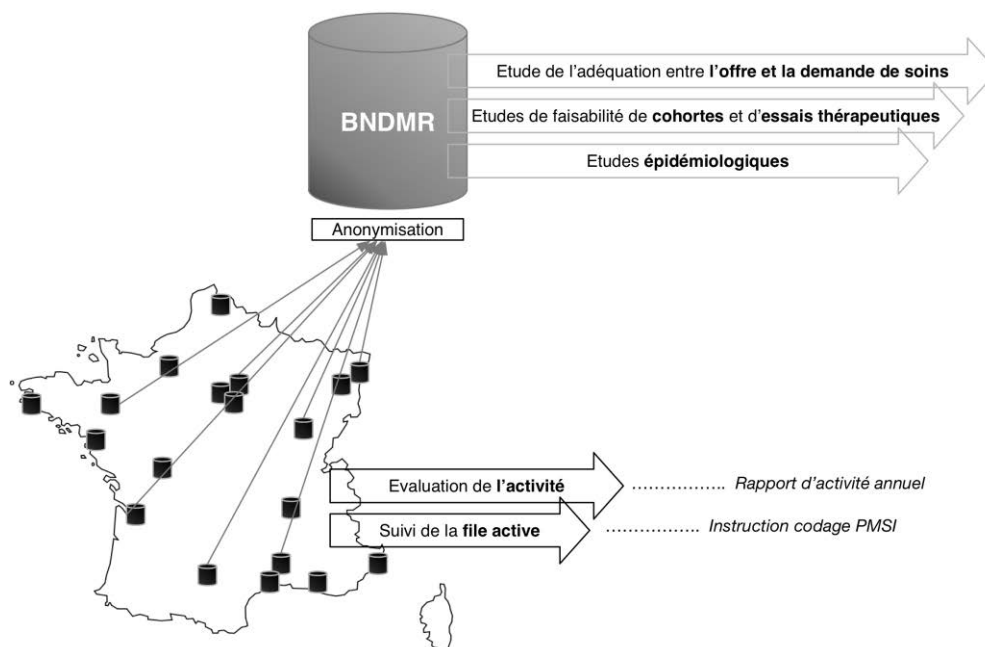 Etude de l'adéquation entre l'offre et la demande de soins
BNDMR
Etudes de faisabilité de cohortes et d'essais thérapeutiques
Etudes épidémiologiques
Anonymisation
Evaluation de l'activité
................. Rapport d'activité annuel
Suivi de la file active
................. Instruction codage PMSI